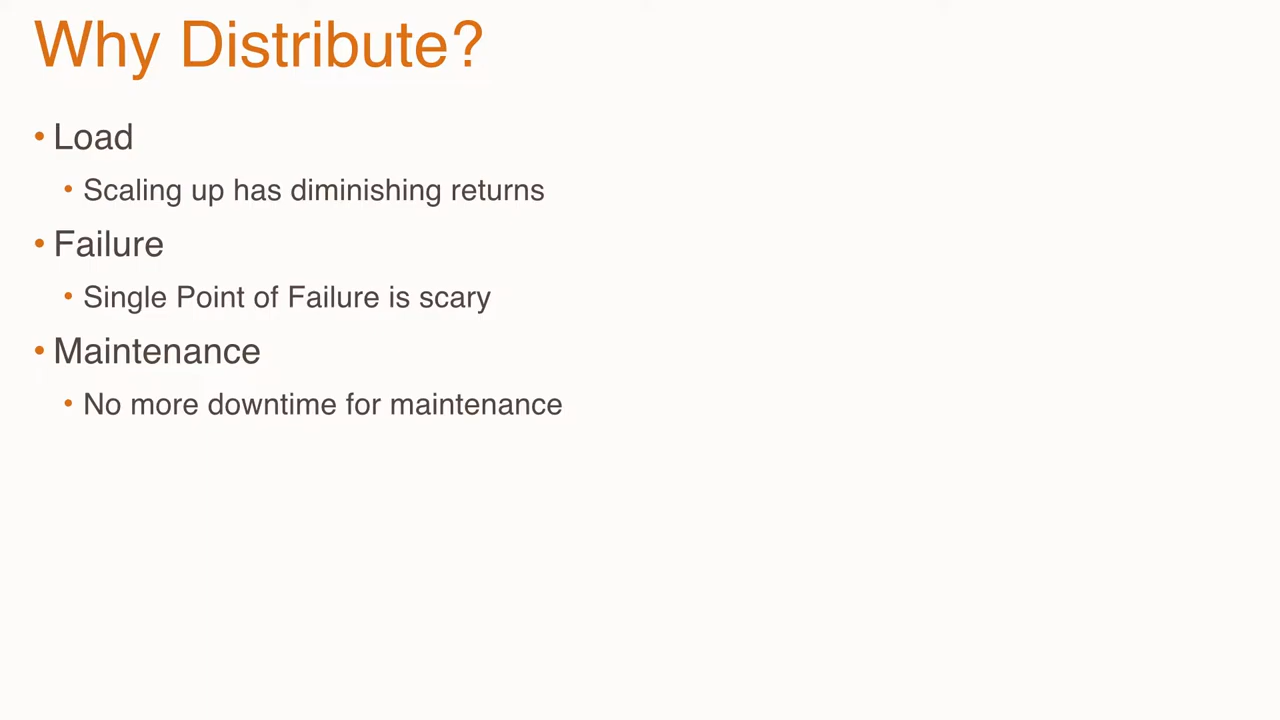 Why Distribute?
• Load
• Scaling up has diminishing returns
• Failure
• Single Point of Failure is scary
• Maintenance
• No more downtime for maintenance